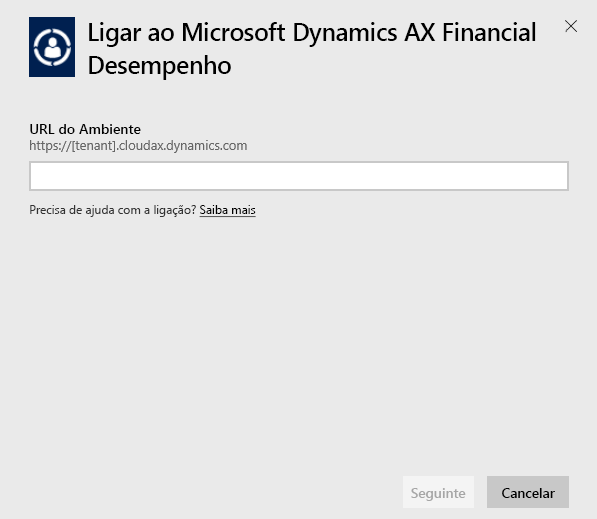 Ligar ao Microsoft Dynamics AX Financial
Desempenho
URL do Ambiente
https://[tenant].cloudax.dynamics.com
Precisa de ajuda com a ligação? Saiba mais
Seguinte
Cancelar